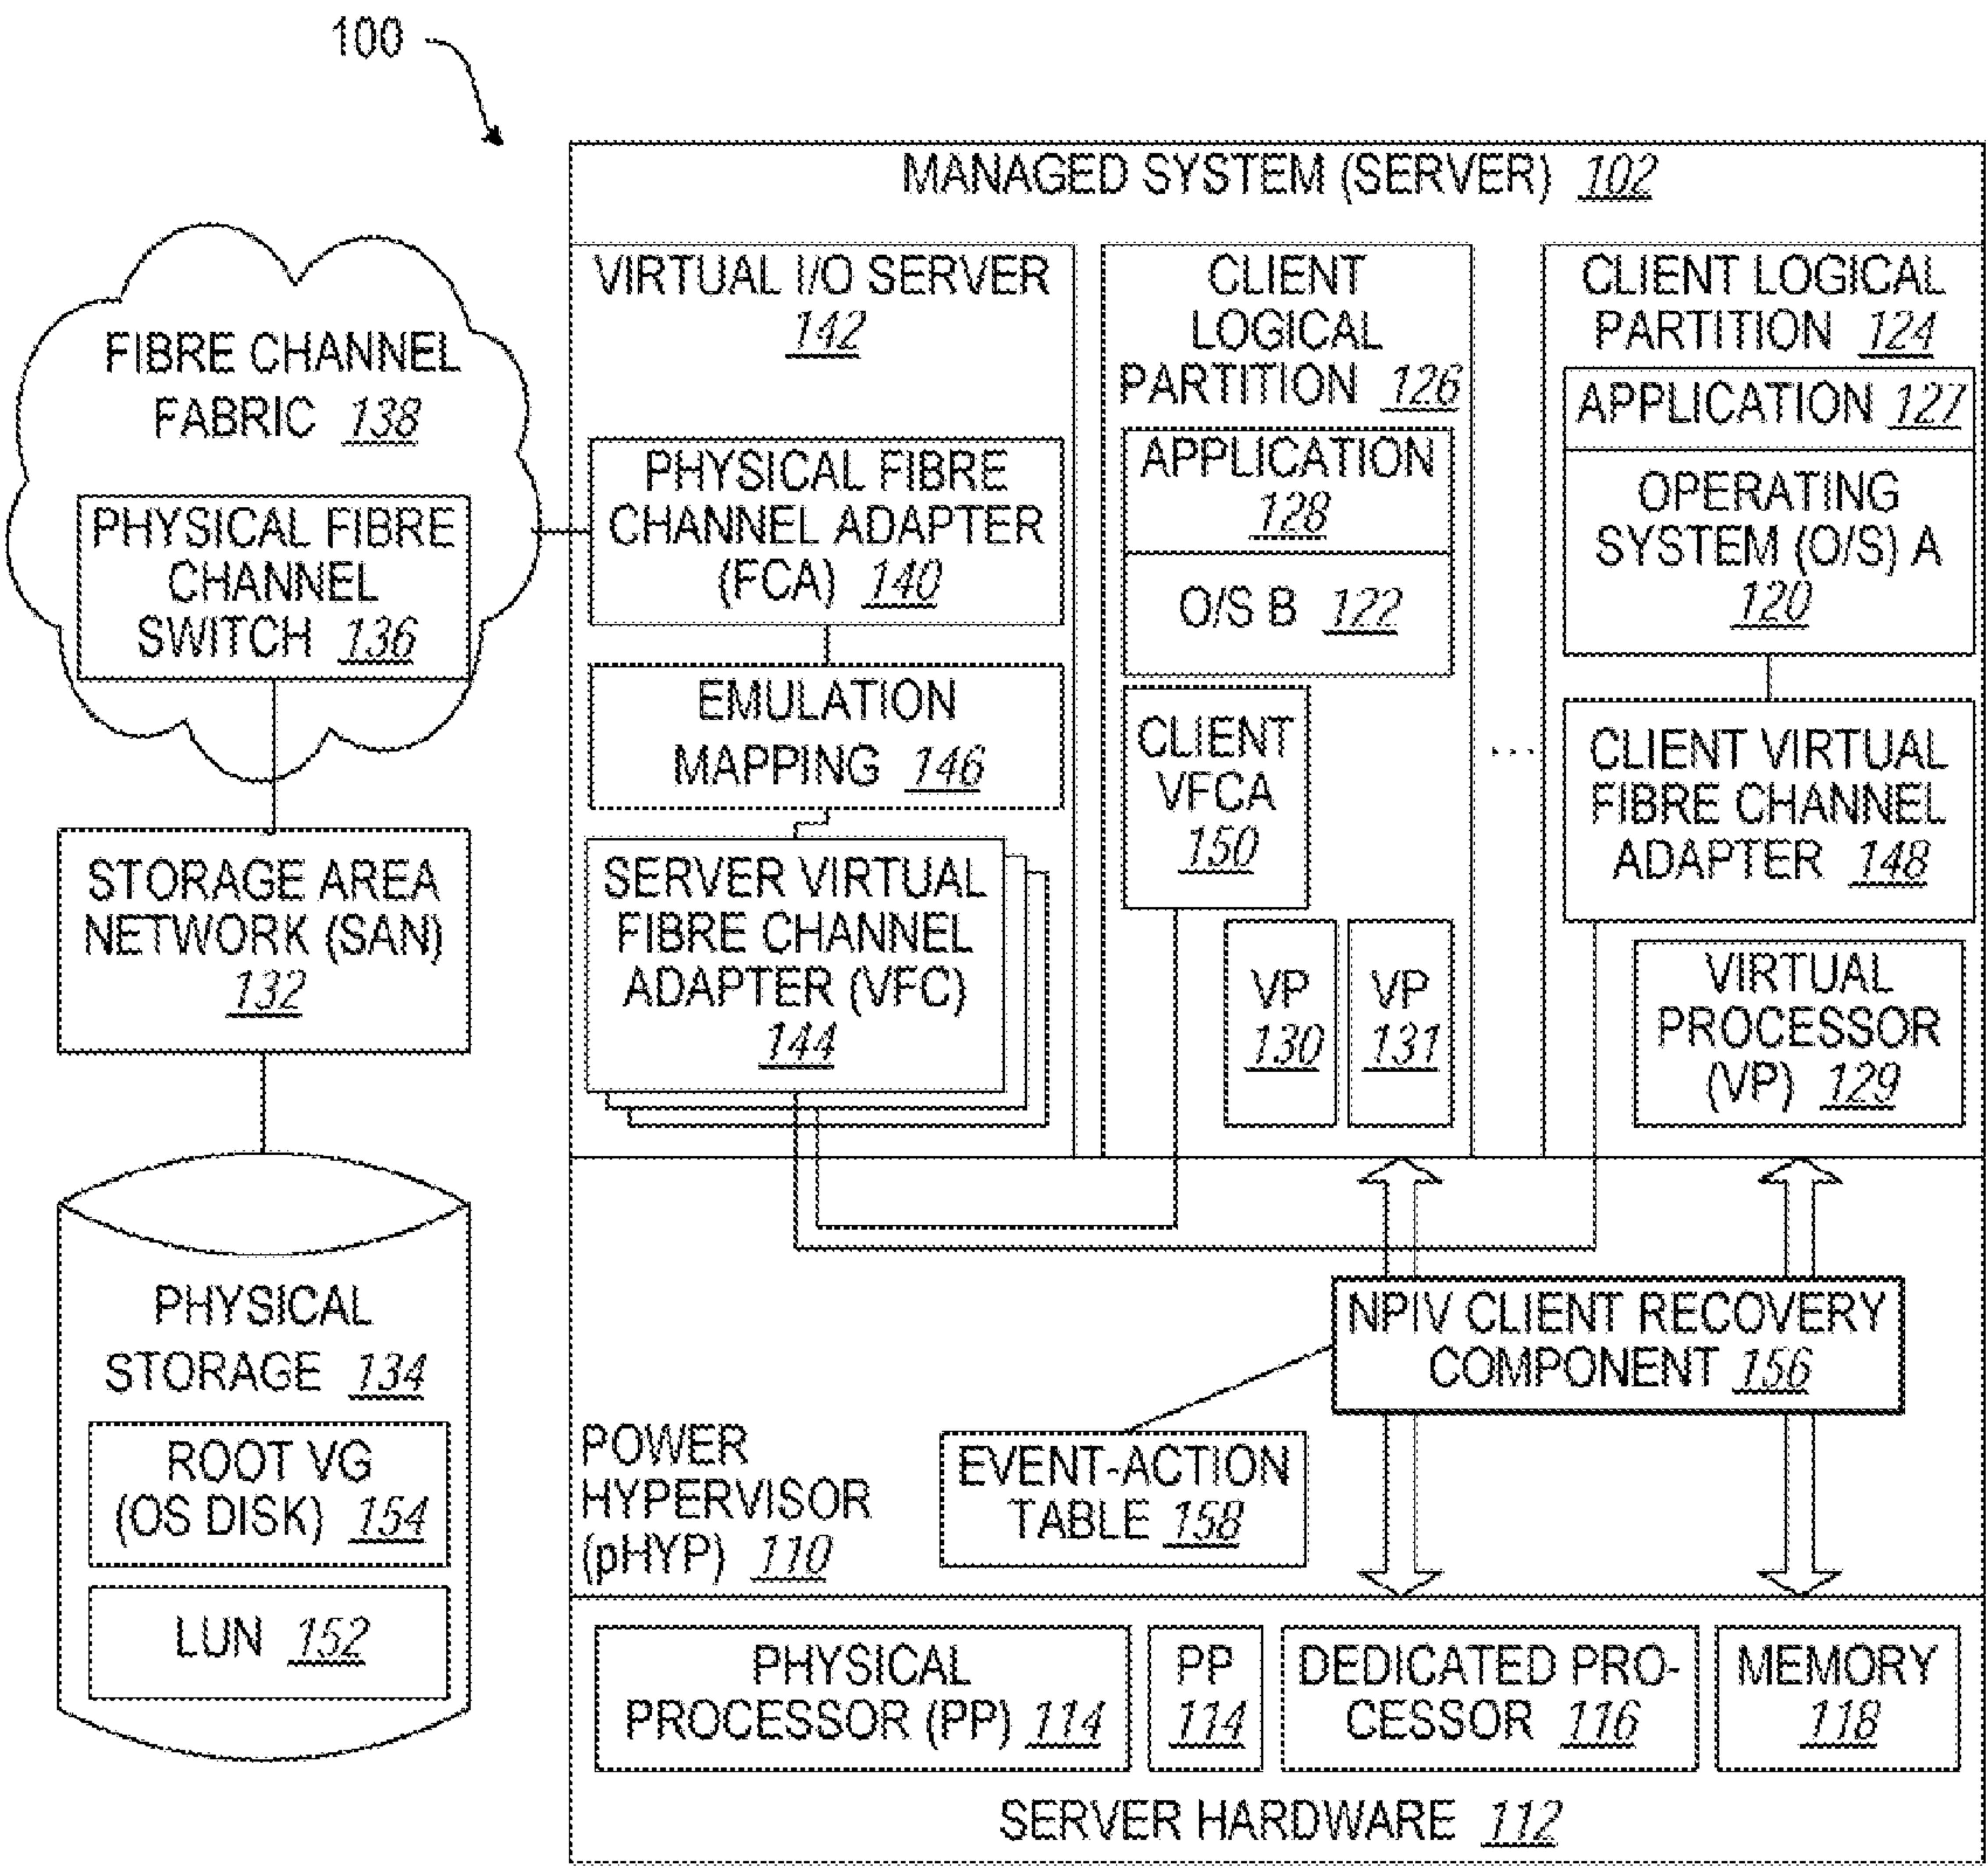 100
MANAGED SYSTEM (SERVER) 102
FIBRE CHANNEL
FABRIC 138
PHYSICAL FIBRE
CHANNEL
SWITCH 136
STORAGE AREA
NETWORK (SAN)
132
PHYSICAL
STORAGE 134
ROOT VG
(OS DISK) 154
LUN 152
VIRTUAL I/O SERVER
142
PHYSICAL FIBRE
CHANNEL ADAPTER
(FCA) 140
EMULATION
MAPPING 146
SERVER VIRTUAL
FIBRE CHANNEL
ADAPTER (VFC)
144
CLIENT
LOGICAL
PARTITION 126
APPLICATION
128
O/S B 122
CLIENT
VFCA
150
VP
130
VP
131
...
CLIENT LOGICAL
PARTITION 124
APPLICATION 127
OPERATING
SYSTEM (O/S) A
120
CLIENT VIRTUAL
FIBRE CHANNEL
ADAPTER 148
VIRTUAL
PROCESSOR
(VP) 129
NPIV CLIENT RECOVERY
COMPONENT 156
POWER
HYPERVISOR
(pHYP) 110
EVENT-ACTION
TABLE 158
PHYSICAL
PROCESSOR (PP) 114
PP
114
DEDICATED PRO-
CESSOR 116
MEMORY
118
SERVER HARDWARE 112